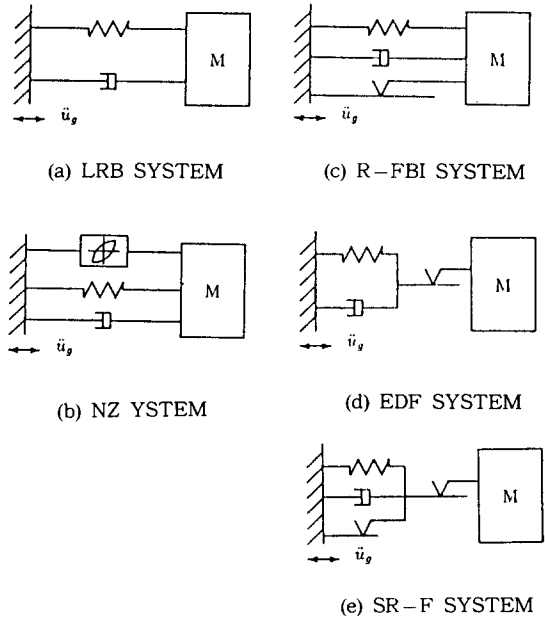 M
ü_g
(a) LRB SYSTEM
M
ü_g
(c) R-FBI SYSTEM
M
ü_g
(b) NZ YSTEM
M
ü_g
(d) EDF SYSTEM
M
ü_g
(e) SR-F SYSTEM